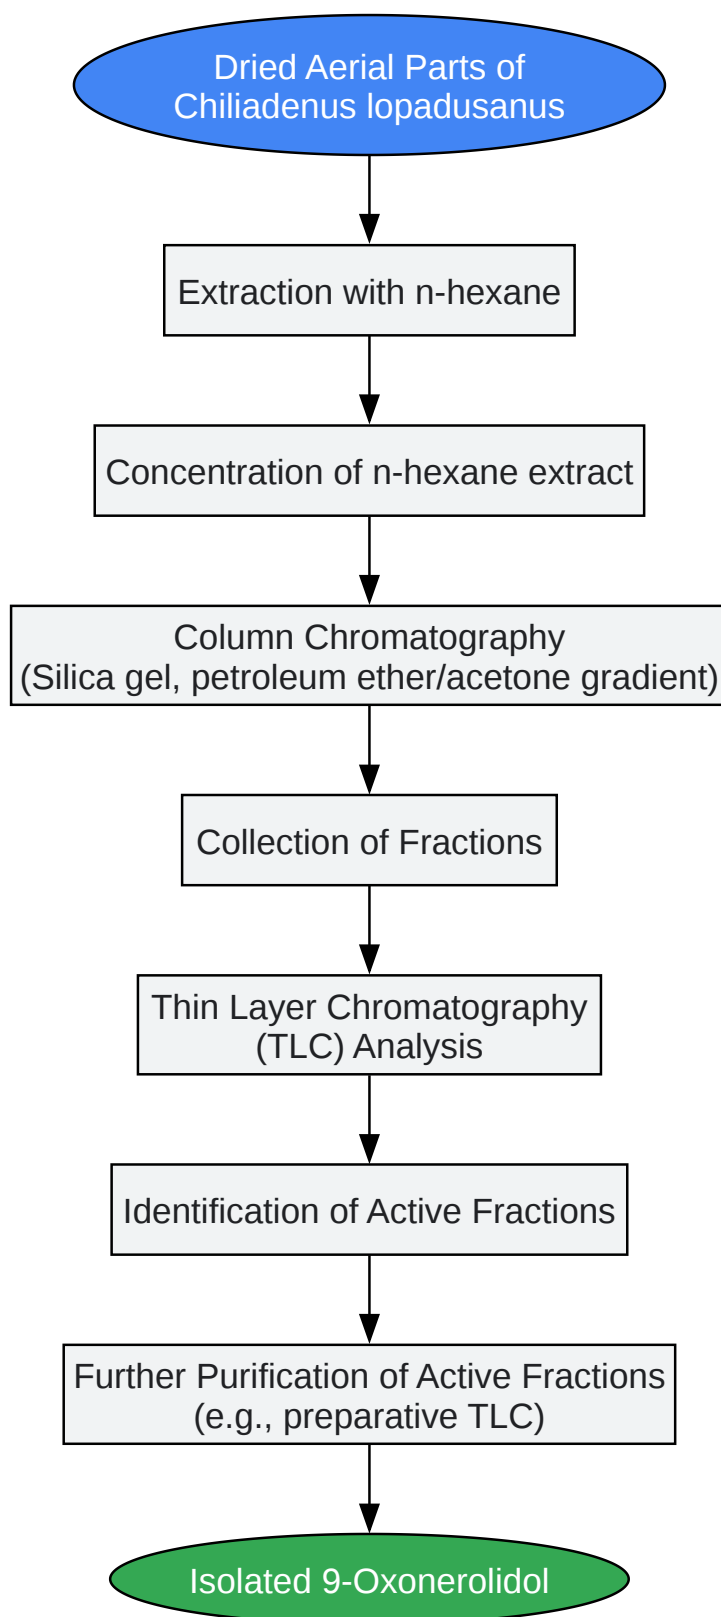 Dried Aerial Parts of
Chiliadenus lopadusanus
Extraction with n-hexane
Concentration of n-hexane extract
Column Chromatography
(Silica gel, petroleum ether/acetone gradient)
Collection of Fractions
Thin Layer Chromatography
(TLC) Analysis
Identification of Active Fractions
Further Purification of Active Fractions
(e.g., preparative TLC)
Isolated 9-Oxonerolidol